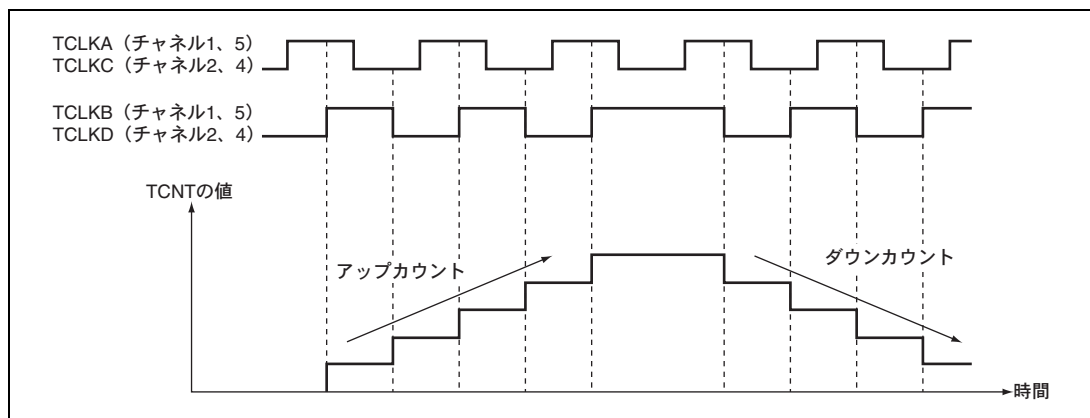 TCLKA（チャネル1、5）
TCLKC（チャネル2、4）
TCLKB（チャネル1、5）
TCLKD（チャネル2、4）
TCNTの値
アップカウント
ダウンカウント
時間